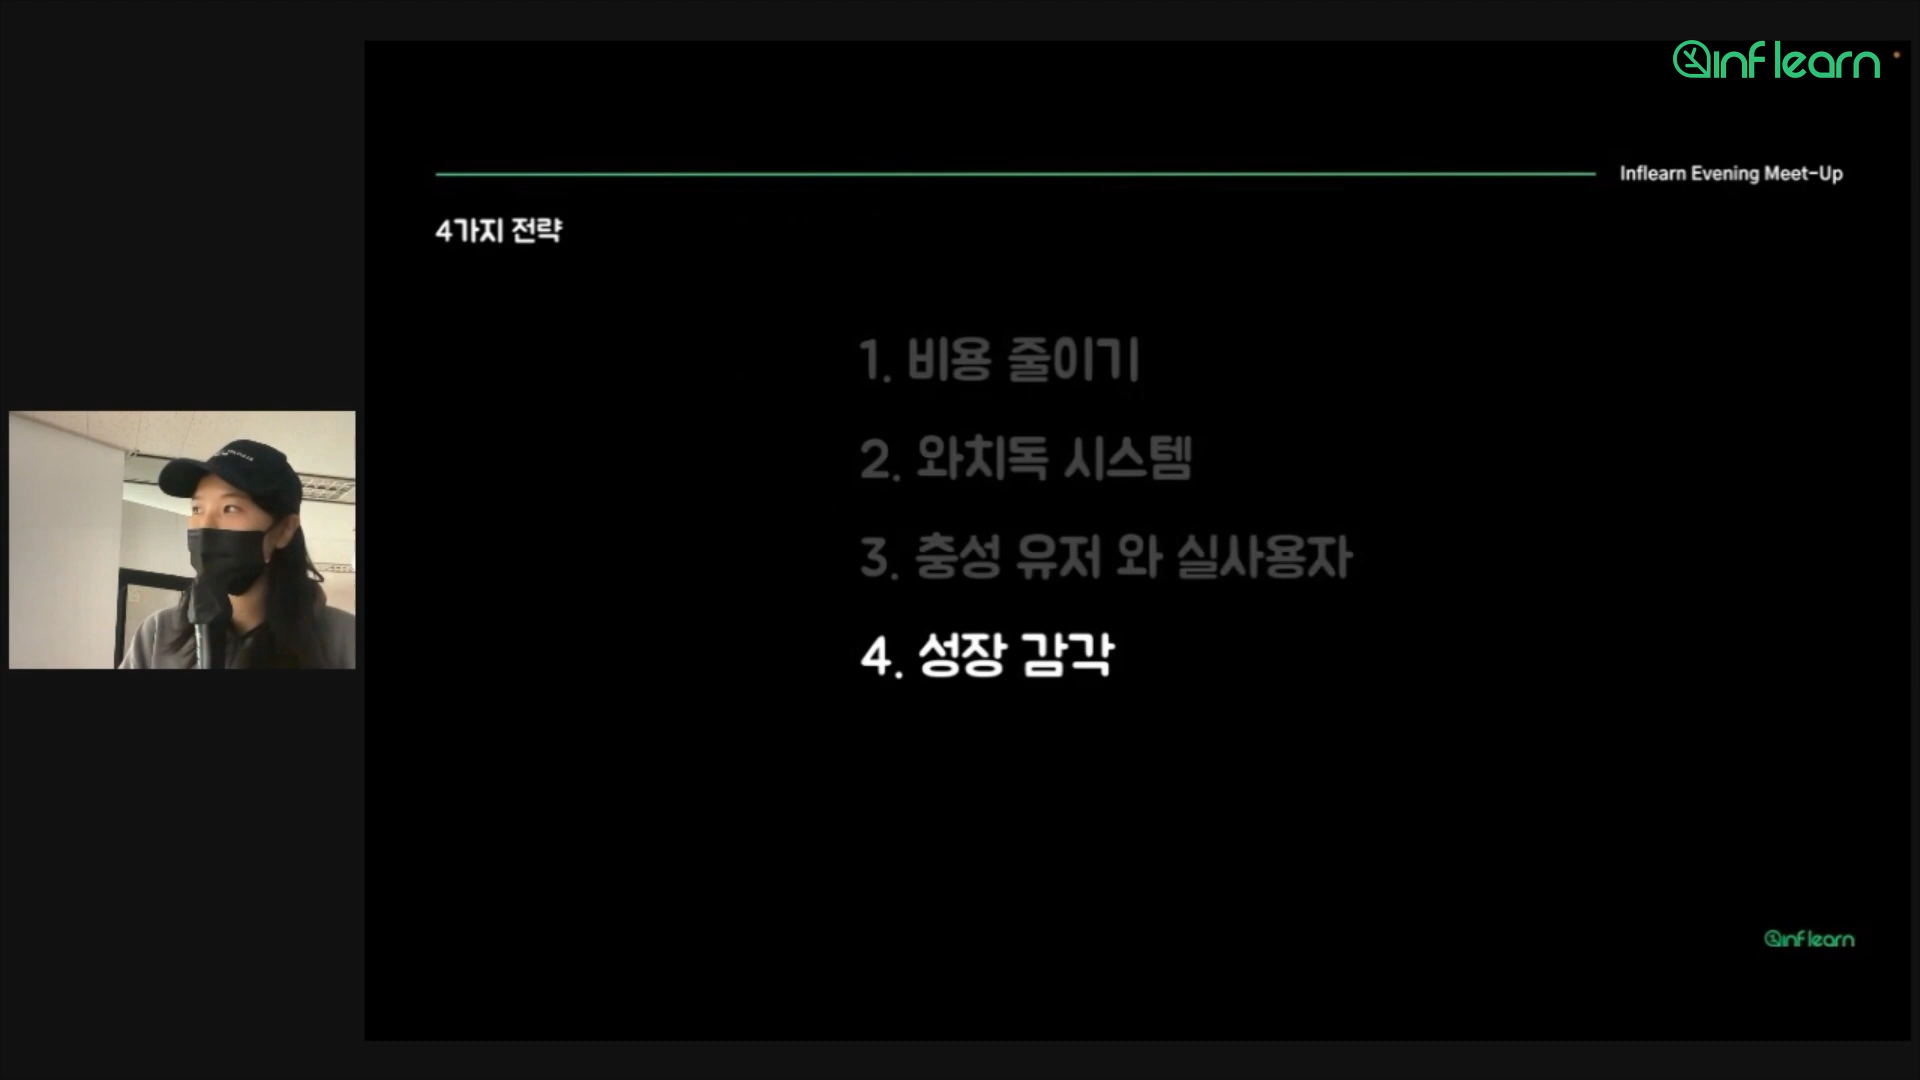 inflearn
Inflearn Evening Meet-Up
4가지 전략
1. 비용 줄이기
2. 와치독 시스템
3. 충성 유저 와 실사용자
4. 성장 감각
inflearn